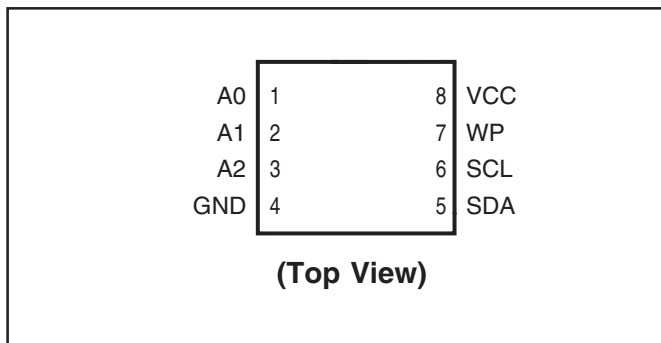 A0 1 8 VCC
A1 2 7 WP
A2 3 6 SCL
GND 4 5 SDA
(Top View)